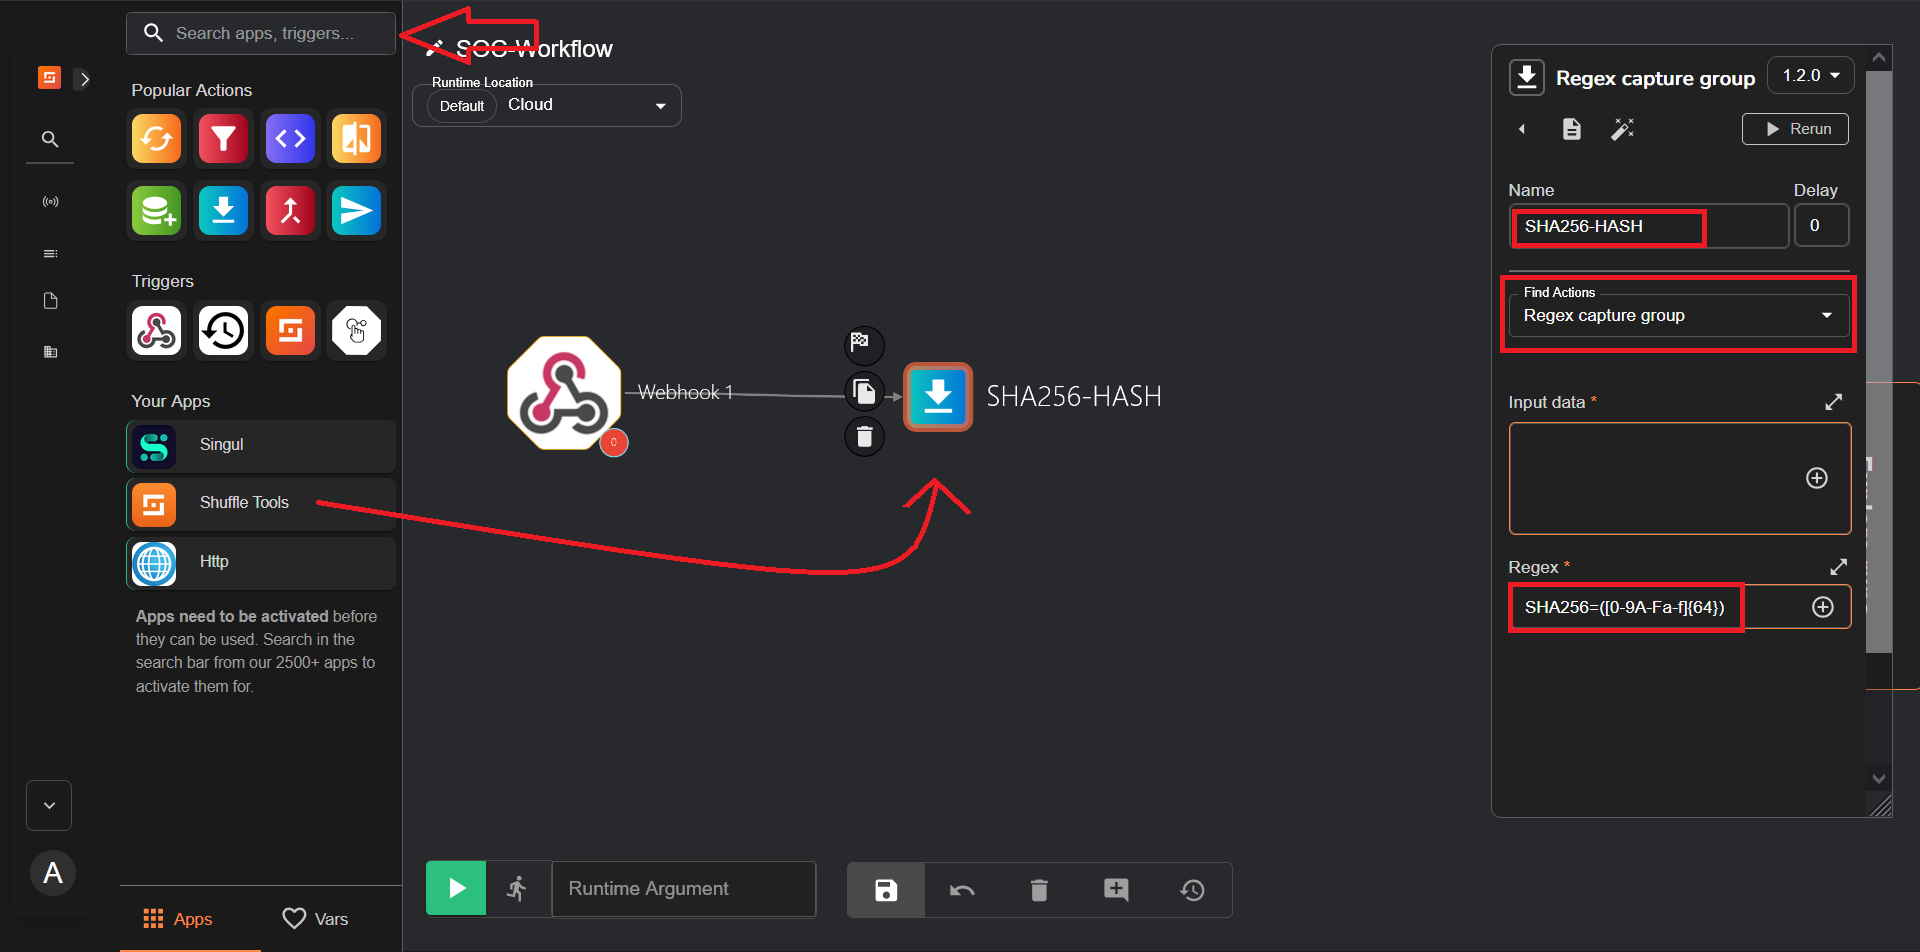 Search apps, triggers...
Popular Actions
Triggers
Your Apps
Singul
Shuffle Tools
Http
Apps need to be activated before
they can be used. Search in the
search bar from our 2500+ apps to
activate them for.
A
Apps
Vars
SOC-Workflow
Runtime Location
Default
Cloud
Webhook 1
0
SHA256-HASH
Runtime Argument
Regex capture group
1.2.0
Rerun
Name
Delay
SHA256-HASH
0
Find Actions
Regex capture group
Input data *
Regex *
SHA256=([0-9A-Fa-f]{64})